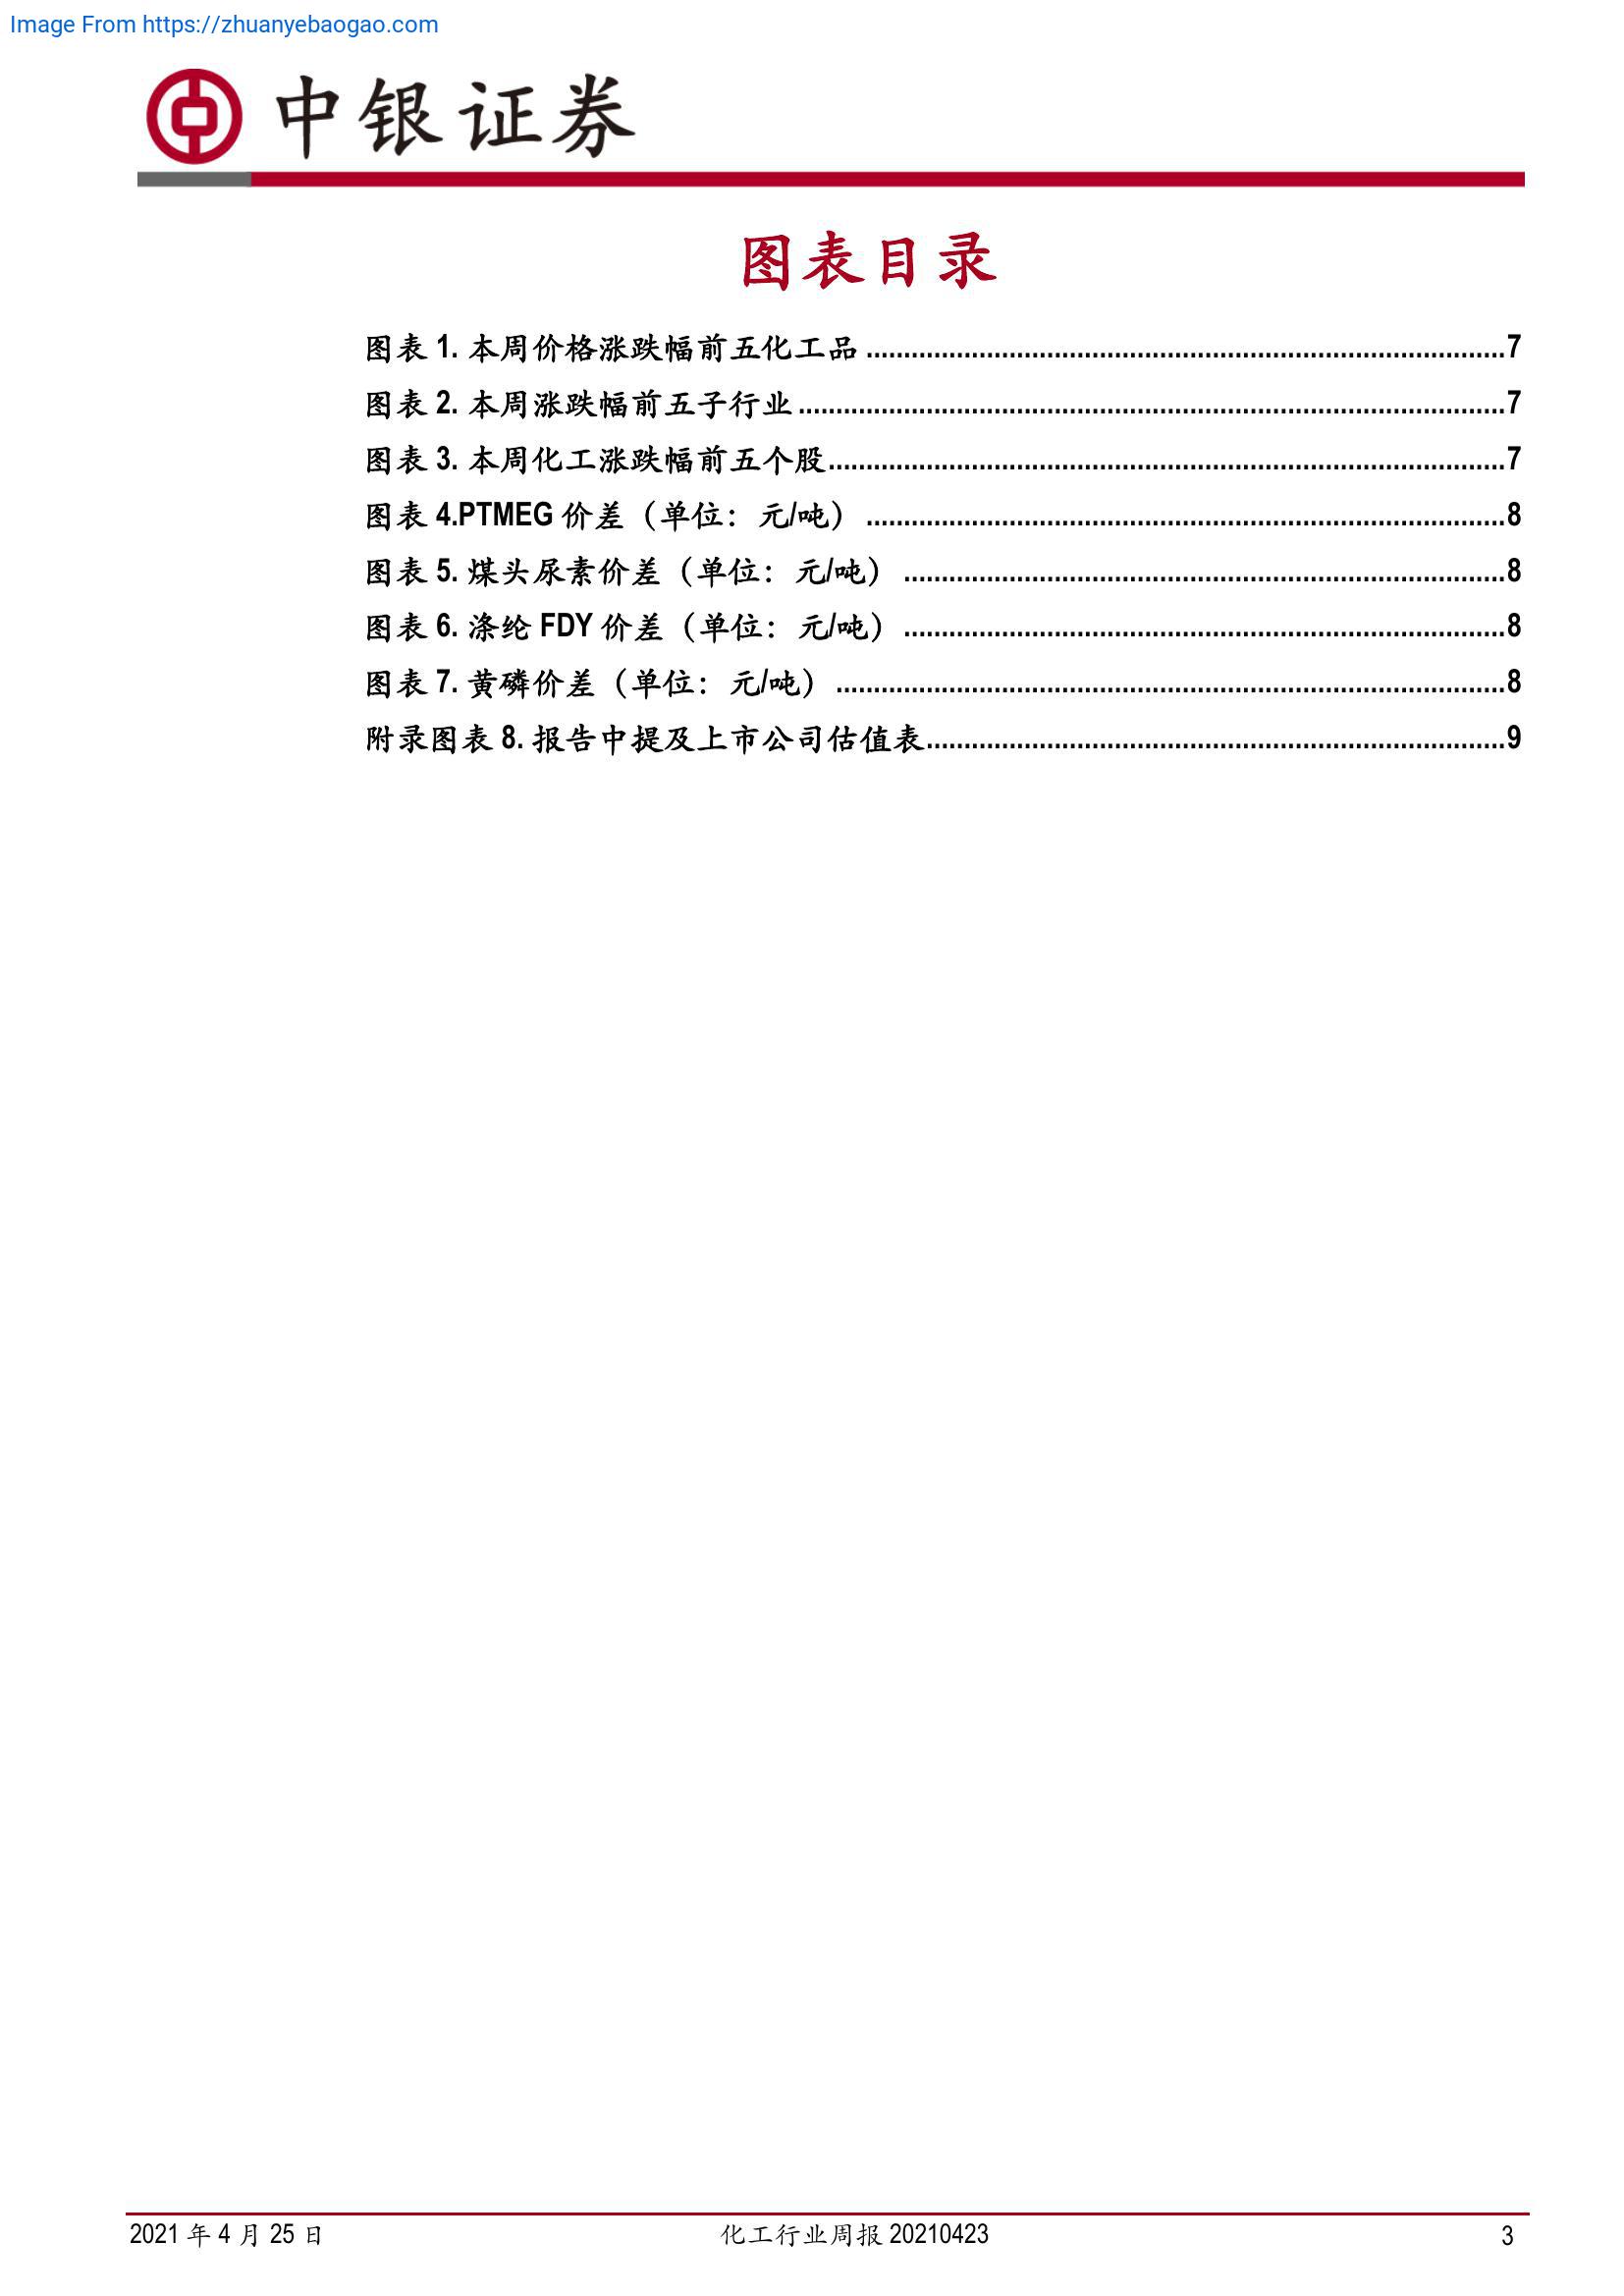 Image From https://zhuanyebaogao.com
中银证券
图表目录
图表 1. 本周价格涨跌幅前五化工品 ........................................................................................7
图表 2. 本周涨跌幅前五子行业 ........................................................................................7
图表 3. 本周化工涨跌幅前五个股........................................................................................7
图表 4.PTMEG 价差（单位：元/吨） ........................................................................................8
图表 5. 煤头尿素价差（单位：元/吨） ........................................................................................8
图表 6. 涤纶 FDY 价差（单位：元/吨） ........................................................................................8
图表 7. 黄磷价差（单位：元/吨） ........................................................................................8
附录图表 8. 报告中提及上市公司估值表........................................................................................9
2021 年 4 月 25 日 化工行业周报 20210423 3